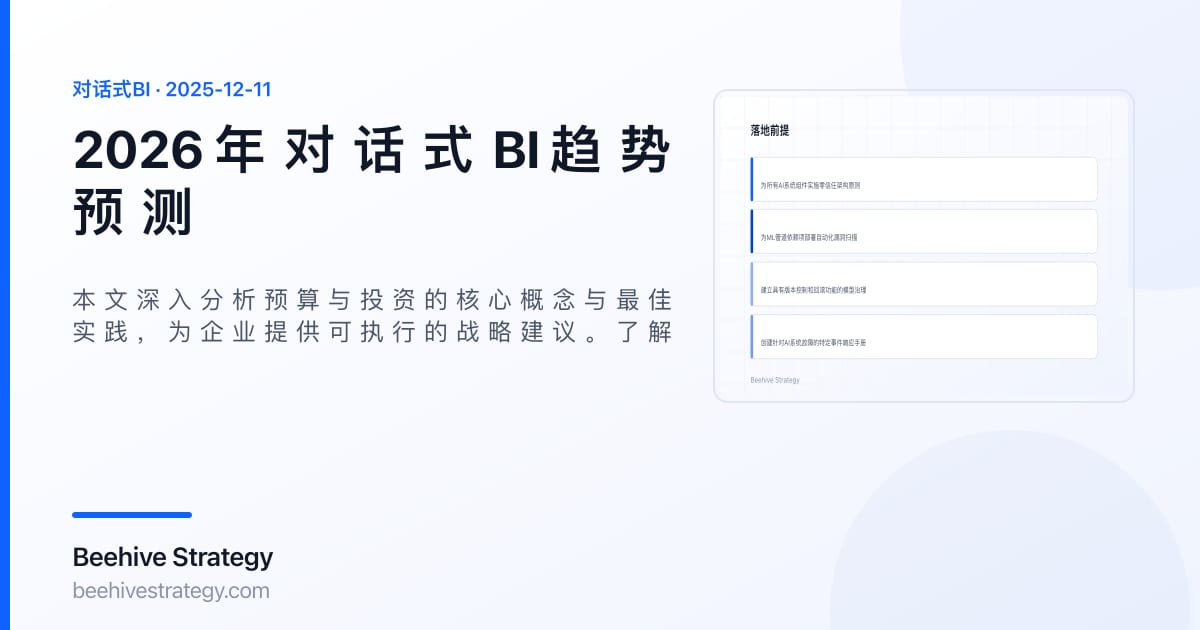 对话式BI · 2025-12-11
2026年对话式BI趋势
预测
本文深入分析预算与投资的核心概念与最佳
实践，为企业提供可执行的战略建议。了解
落地前提
为所有AI系统组件实施零信任架构原则
为ML管道依赖项部署自动化漏洞扫描
建立具有版本控制和回滚功能的模型治理
创建针对AI系统故障的特定事件响应手册
Beehive Strategy
Beehive Strategy
beehivestrategy.com